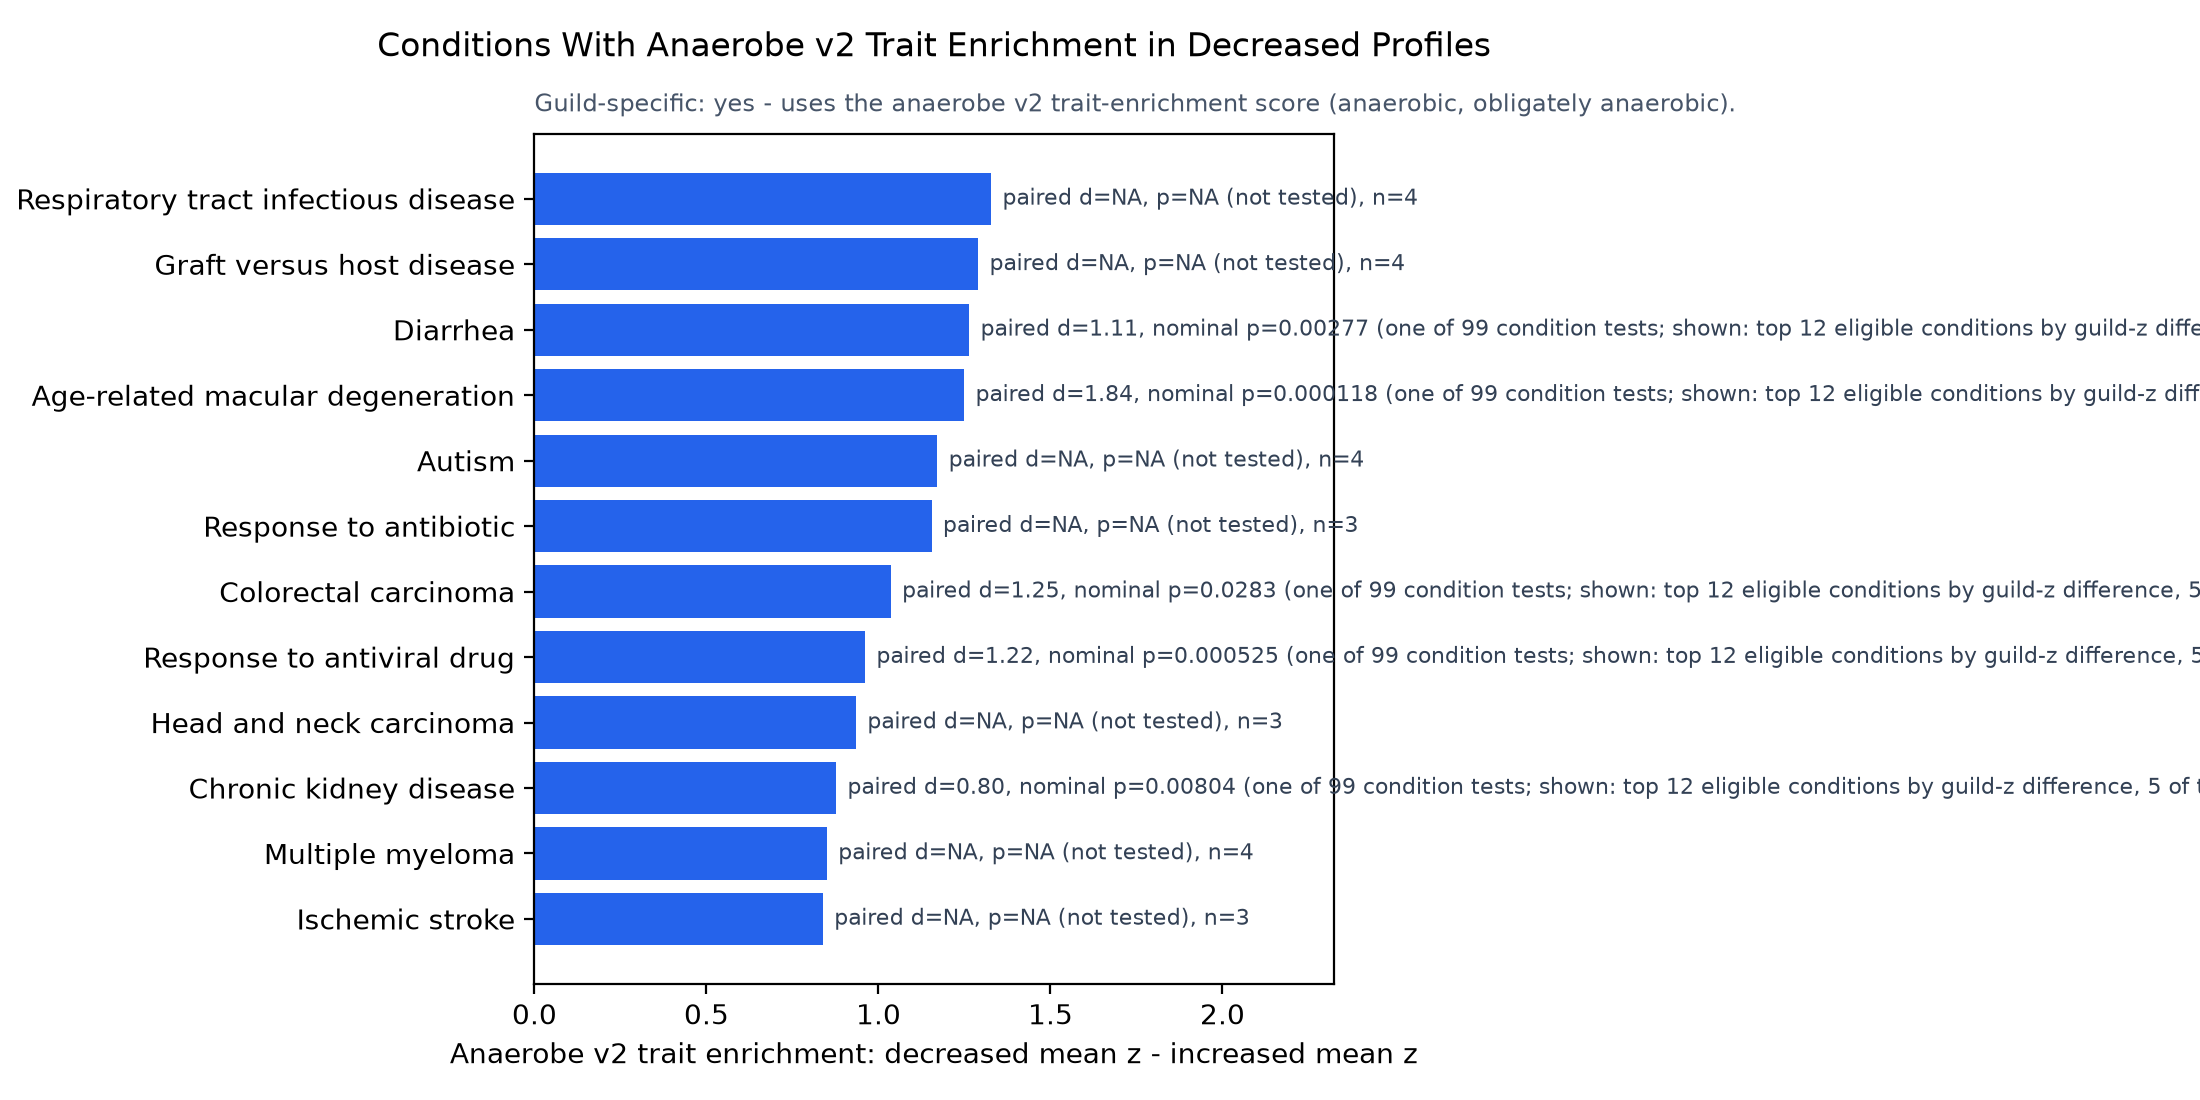 Conditions With Anaerobe v2 Trait Enrichment in Decreased Profiles
Guild-specific: yes - uses the anaerobe v2 trait-enrichment score (anaerobic, obligately anaerobic).
Respiratory tract infectious disease paired d=NA, p=NA (not tested), n=4
Graft versus host disease paired d=NA, p=NA (not tested), n=4
Diarrhea paired d=1.11, nominal p=0.00277 (one of 99 condition tests; shown: top 12 eligible conditions by guild-z diffe
Age-related macular degeneration paired d=1.84, nominal p=0.000118 (one of 99 condition tests; shown: top 12 eligible conditions by guild-z diff
Autism paired d=NA, p=NA (not tested), n=4
Response to antibiotic paired d=NA, p=NA (not tested), n=3
Colorectal carcinoma paired d=1.25, nominal p=0.0283 (one of 99 condition tests; shown: top 12 eligible conditions by guild-z difference, 5
Response to antiviral drug paired d=1.22, nominal p=0.000525 (one of 99 condition tests; shown: top 12 eligible conditions by guild-z difference, 5
Head and neck carcinoma paired d=NA, p=NA (not tested), n=3
Chronic kidney disease paired d=0.80, nominal p=0.00804 (one of 99 condition tests; shown: top 12 eligible conditions by guild-z difference, 5 of
Multiple myeloma paired d=NA, p=NA (not tested), n=4
Ischemic stroke paired d=NA, p=NA (not tested), n=3
0.0 0.5 1.0 1.5 2.0
Anaerobe v2 trait enrichment: decreased mean z - increased mean z